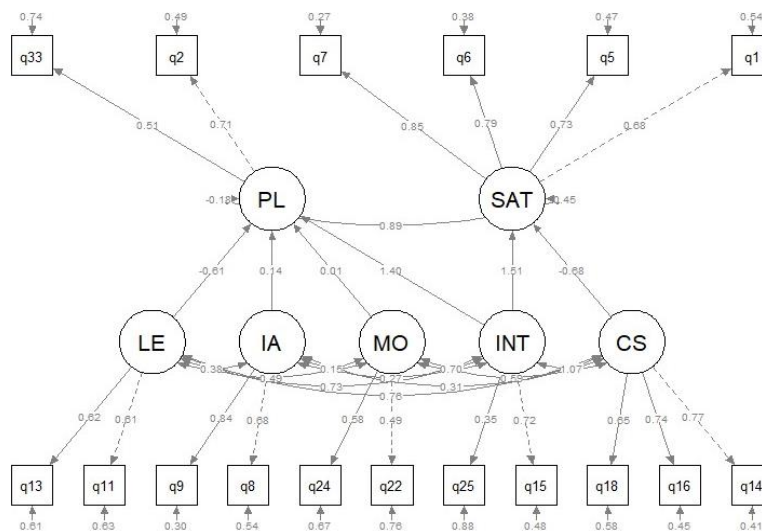 0.74 0.49 0.27 0.38 0.47 0.54
q33 q2 q7 q6 q5 q1
0.51 0.71 0.85 0.79 0.73 0.68
-0.18 PL SAT -0.45
0.89
-0.61 0.14 0.01 1.40 1.51 -0.68
LE IA MO INT CS
0.38 0.15 0.70 1.07
0.49 0.27 0.59
0.73 0.31
0.76
0.62 0.61 0.84 0.68 0.58 0.49 0.35 0.72 0.65 0.74 0.77
q13 q11 q9 q8 q24 q22 q25 q15 q18 q16 q14
0.61 0.63 0.30 0.54 0.67 0.76 0.88 0.48 0.58 0.45 0.41